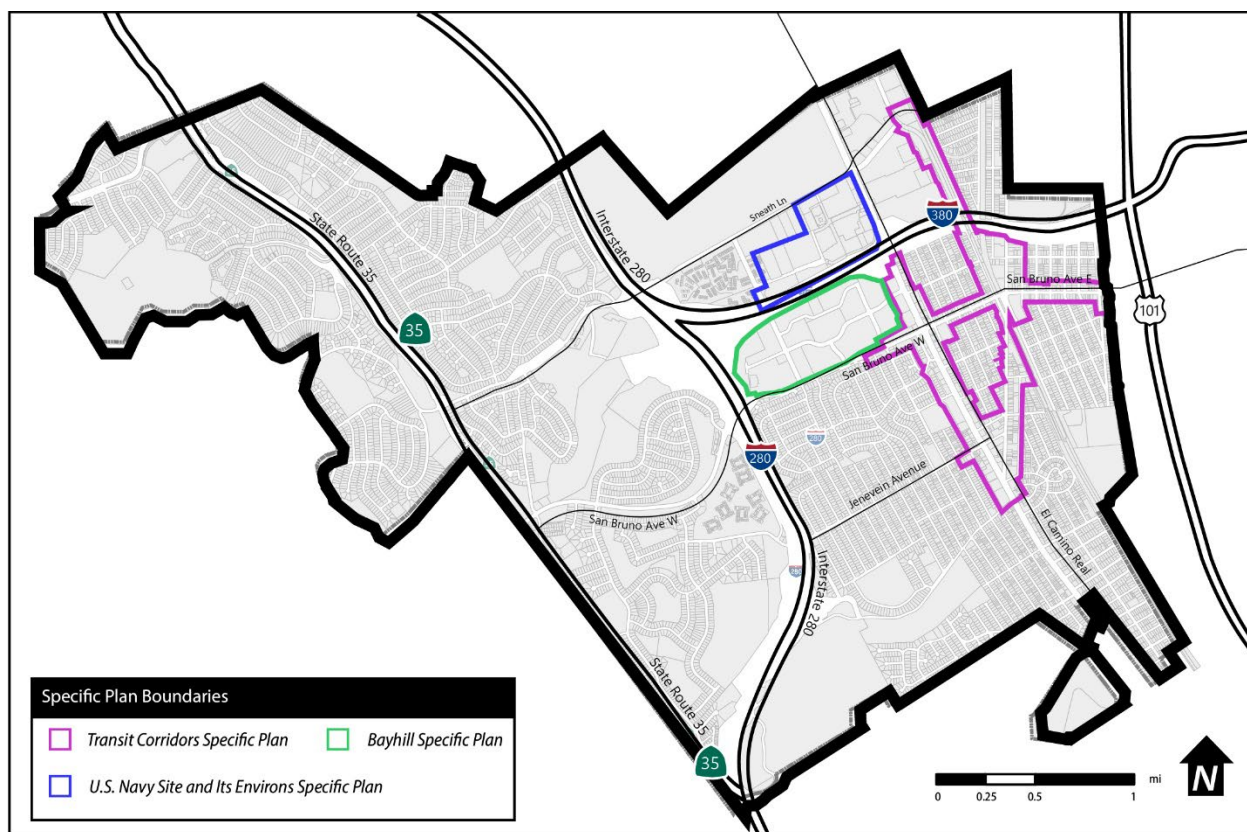 Sneath Ln
380
Interstate 280
State Route 35
San Bruno Ave E
101
35
San Bruno Ave W
280
280
Jenevein Avenue
San Bruno Ave W
El Camino Real
Interstate 280
State Route 35
35
Specific Plan Boundaries
Transit Corridors Specific Plan
Bayhill Specific Plan
U.S. Navy Site and Its Environs Specific Plan
mi
0 0.25 0.5 1
N